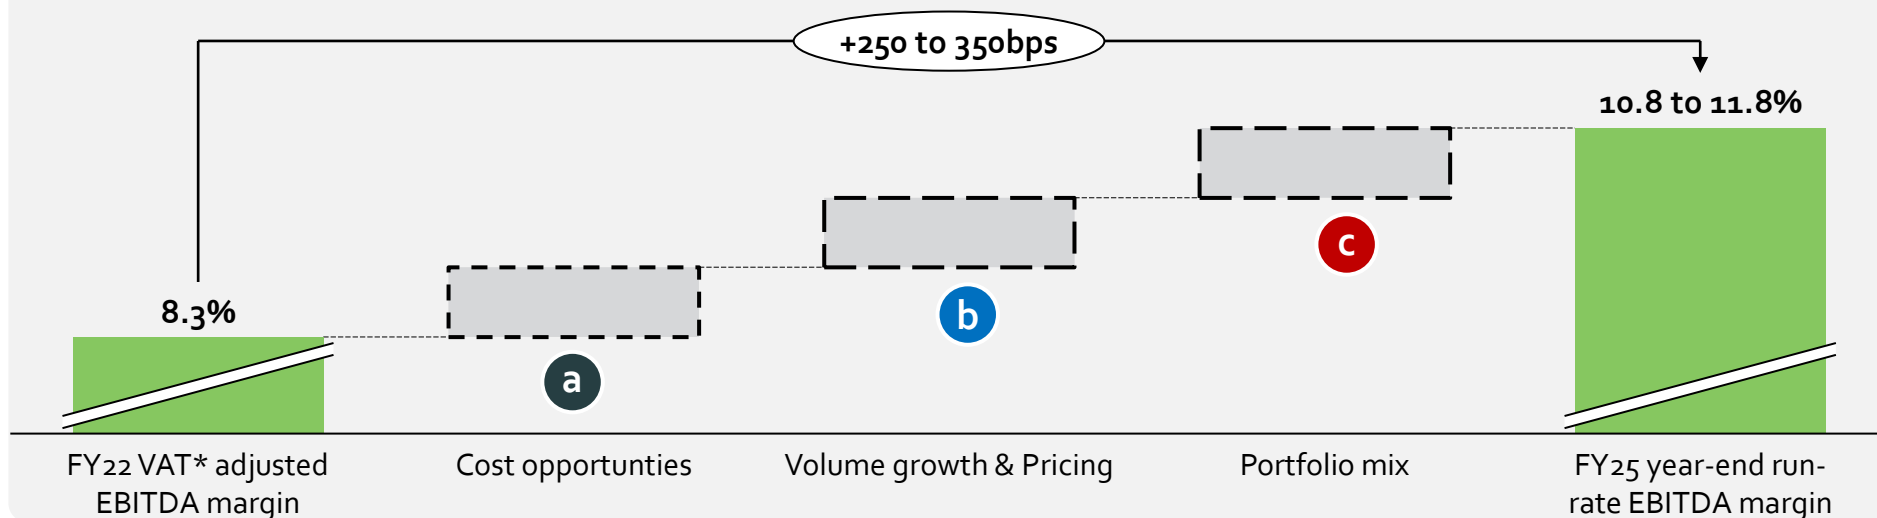 +250 to 350bps
10.8 to 11.8%
8.3%
a
b
c
FY22 VAT* adjusted
EBITDA margin
Cost opportunties
Volume growth & Pricing
Portfolio mix
FY25 year-end run-
rate EBITDA margin